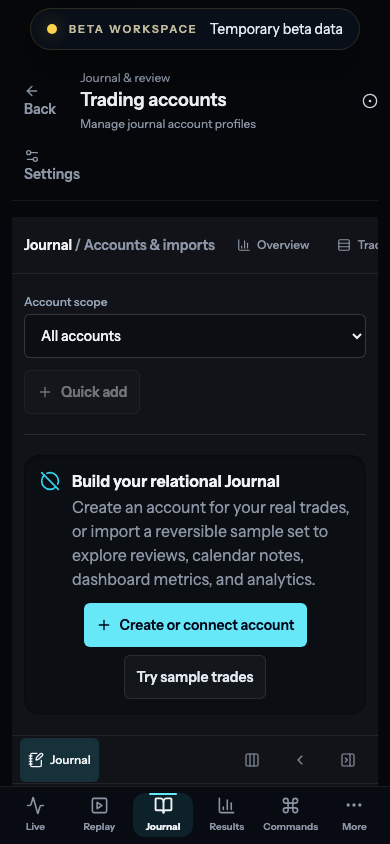 BETA WORKSPACE Temporary beta data
Journal & review
Back
Trading accounts
Manage journal account profiles
Settings
Journal / Accounts & imports Overview Trac
Account scope
All accounts
+ Quick add
Build your relational Journal
Create an account for your real trades,
or import a reversible sample set to
explore reviews, calendar notes,
dashboard metrics, and analytics.
+ Create or connect account
Try sample trades
Journal
Live Replay Journal Results Commands More